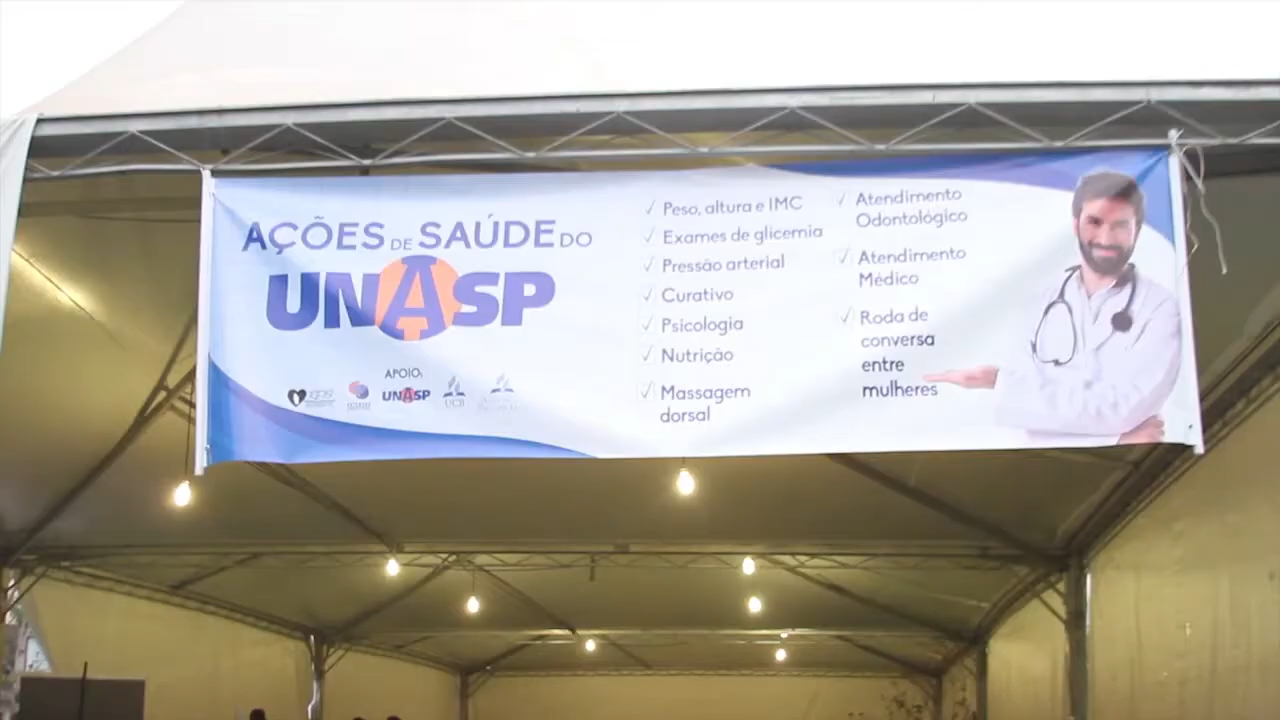 AÇÕES DE SAÚDE DO
UNASP
APOIO:
UNASP
UCB
✓ Peso, altura e IMC
✓ Exames de glicemia
✓ Pressão arterial
✓ Curativo
✓ Psicologia
✓ Nutrição
✓ Massagem
dorsal
✓ Atendimento
Odontológico
✓ Atendimento
Médico
✓ Roda de
conversa
entre
mulheres